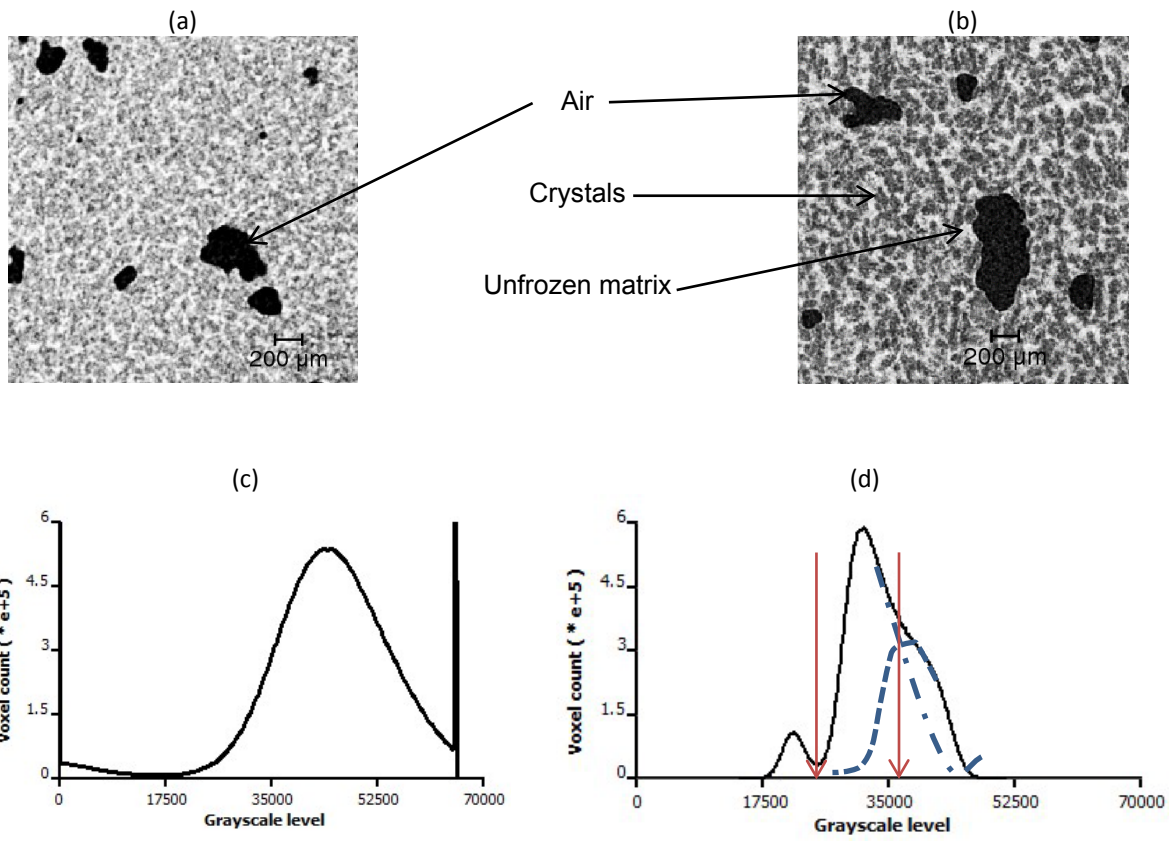 (a)
(b)
Air
Crystals
Unfrozen matrix
200 µm
200 µm
(c)
(d)
Voxel count ( * e+5 )
6
4.5
3
1.5
0
0
17500
35000
52500
70000
Grayscale level
Voxel count ( * e+5 )
6
4.5
3
1.5
0
0
17500
35000
52500
70000
Grayscale level